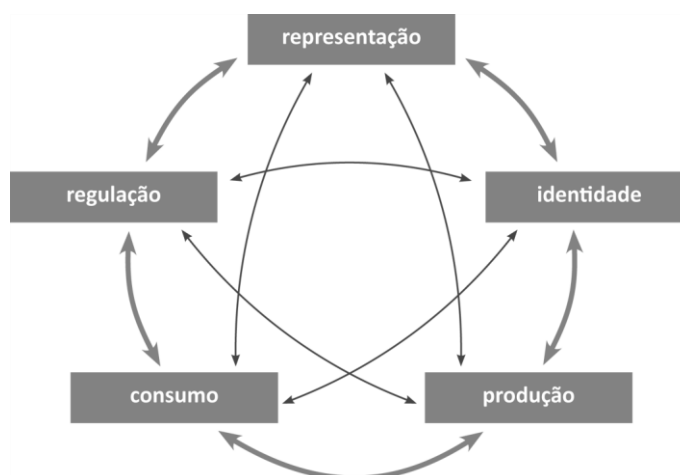 representação
regulação
identidade
consumo
produção